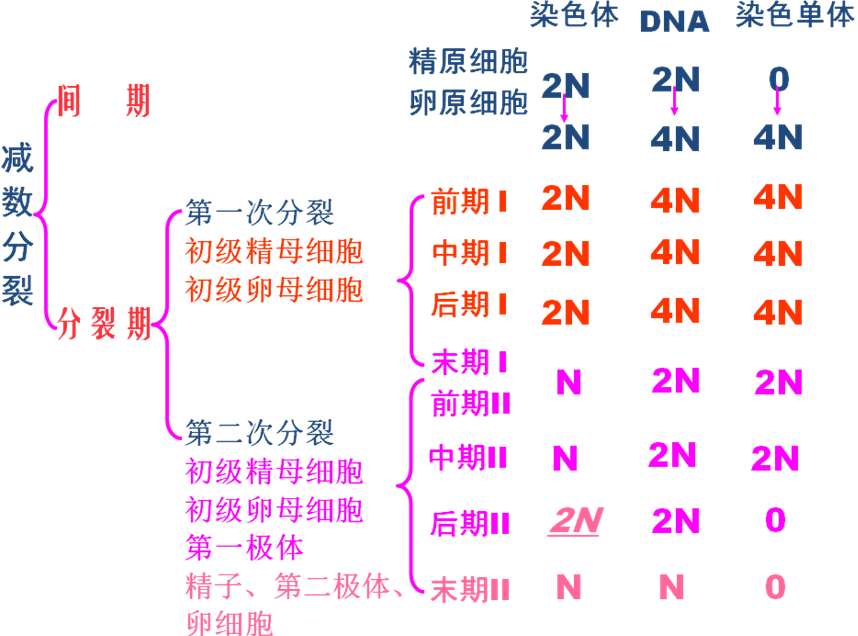 染色体 DNA 染色单体
精原细胞
卵原细胞
2N 2N 0
2N 4N 4N
间 期
减数分裂
分裂期
第一次分裂
初级精母细胞
初级卵母细胞
前期 I 2N 4N 4N
中期 I 2N 4N 4N
后期 I 2N 4N 4N
末期 I
前期II
N 2N 2N
第二次分裂
初级精母细胞
初级卵母细胞
第一极体
中期II N 2N 2N
后期II 2N 2N 0
精子、第二极体、
卵细胞
末期II N N 0